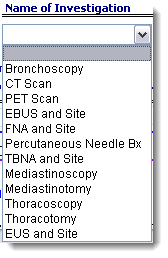 Name of Investigation
Bronchoscopy
CT Scan
PET Scan
EBUS and Site
FNA and Site
Percutaneous Needle Bx
TBNA and Site
Mediastinoscopy
Mediastinotomy
Thoracoscopy
Thoracotomy
EUS and Site